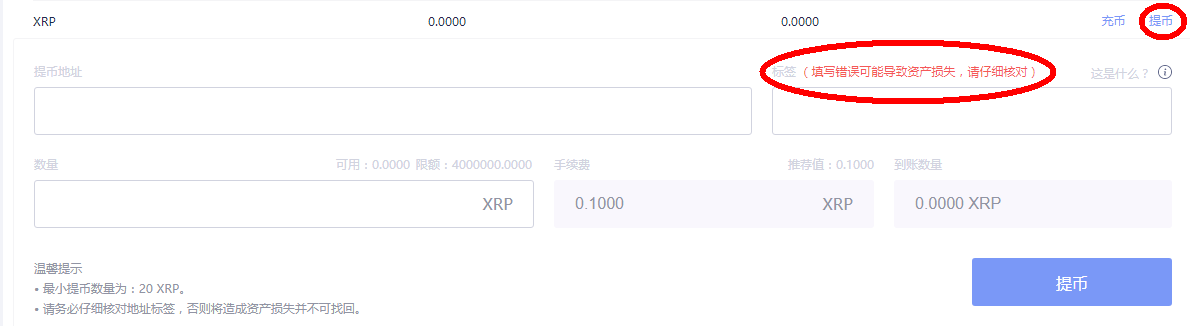 XRP 0.0000 0.0000 充币 提币
提币地址 标签（填写错误可能导致资产损失，请仔细核对） 这是什么？
数量 可用：0.0000 限额：4000000.0000 手续费 推荐值：0.1000 到账数量
XRP 0.1000 XRP 0.0000 XRP
温馨提示
• 最小提币数量为：20 XRP。
• 请务必仔细核对地址标签，否则将造成资产损失并不可找回。
提币